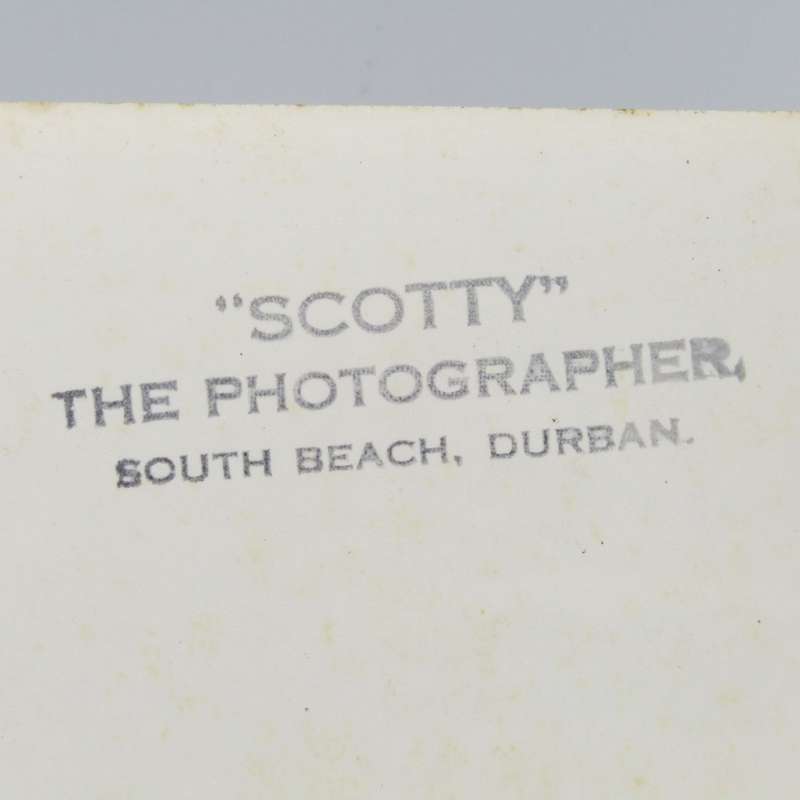 “SCOTTY”
THE PHOTOGRAPHER,
SOUTH BEACH, DURBAN.